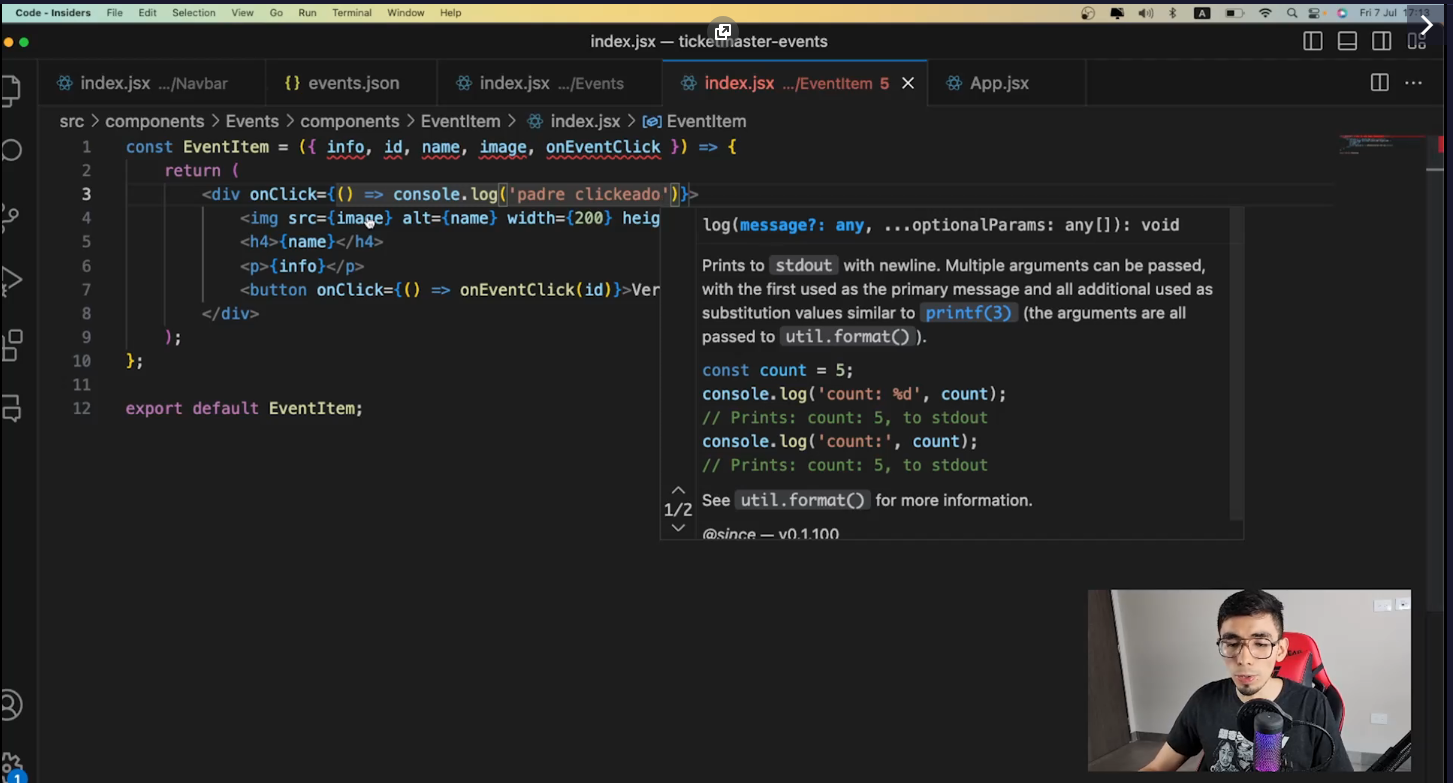 Code - Insiders File Edit Selection View Go Run Terminal Window Help A Fri 7 Jul 17:13
index.jsx — ticketmaster-events
index.jsx .../Navbar {} events.json index.jsx .../Events index.jsx .../EventItem 5 App.jsx
src > components > Events > components > EventItem > index.jsx > EventItem
1 const EventItem = ({ info, id, name, image, onEventClick }) => {
2 return (
3 <div onClick={() => console.log('padre clickeado')}>
4 <img src={image} alt={name} width={200} heig
5 <h4>{name}</h4>
6 <p>{info}</p>
7 <button onClick={() => onEventClick(id)}>Ver
8 </div>
9 );
10 };
11
12 export default EventItem;
log(message?: any, ...optionalParams: any[]): void
Prints to stdout with newline. Multiple arguments can be passed,
with the first used as the primary message and all additional used as
substitution values similar to printf(3) (the arguments are all
passed to util.format() ).
const count = 5;
console.log('count: %d', count);
// Prints: count: 5, to stdout
console.log('count:', count);
// Prints: count: 5, to stdout
See util.format() for more information.
1/2
@since — v0.1.100
1